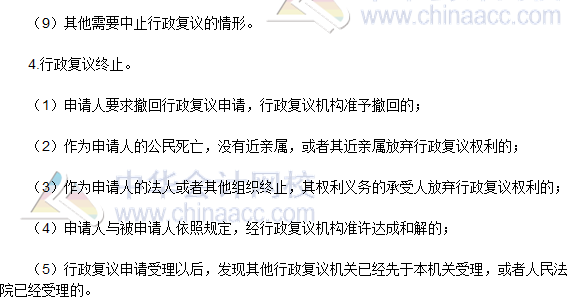 （9）其他需要中止行政复议的情形。
www.chinaacc.com
4.行政复议终止。
（1）申请人要求撤回行政复议申请，行政复议机构准予撤回的；
（2）作为申请人的公民死亡，没有近亲属，或者其近亲属放弃行政复议权利的；
中华会计网校
（3）作为申请人的法人或者其他组织终止，其权利义务的承受人放弃行政复议权利的；
www.chinaacc.com
（4）申请人与被申请人依照规定，经行政复议机构准许达成和解的；
（5）行政复议申请受理以后，发现其他行政复议机关已经先于本机关受理，或者人民法
院已经受理的。